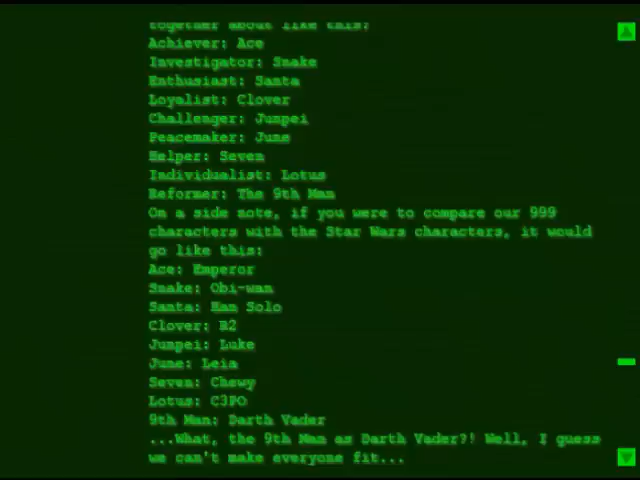 together about like this:
Achiever: Ace
Investigator: Snake
Enthusiast: Santa
Loyalist: Clover
Challenger: Junpei
Peacemaker: June
Helper: Seven
Individualist: Lotus
Reformer: The 9th Man
On a side note, if you were to compare our 999
characters with the Star Wars characters, it would
go like this:
Ace: Emperor
Snake: Obi-wan
Santa: Han Solo
Clover: R2
Junpei: Luke
June: Leia
Seven: Chewy
Lotus: C3PO
9th Man: Darth Vader
...What, the 9th Man as Darth Vader?! Well, I guess
we can't make everyone fit...